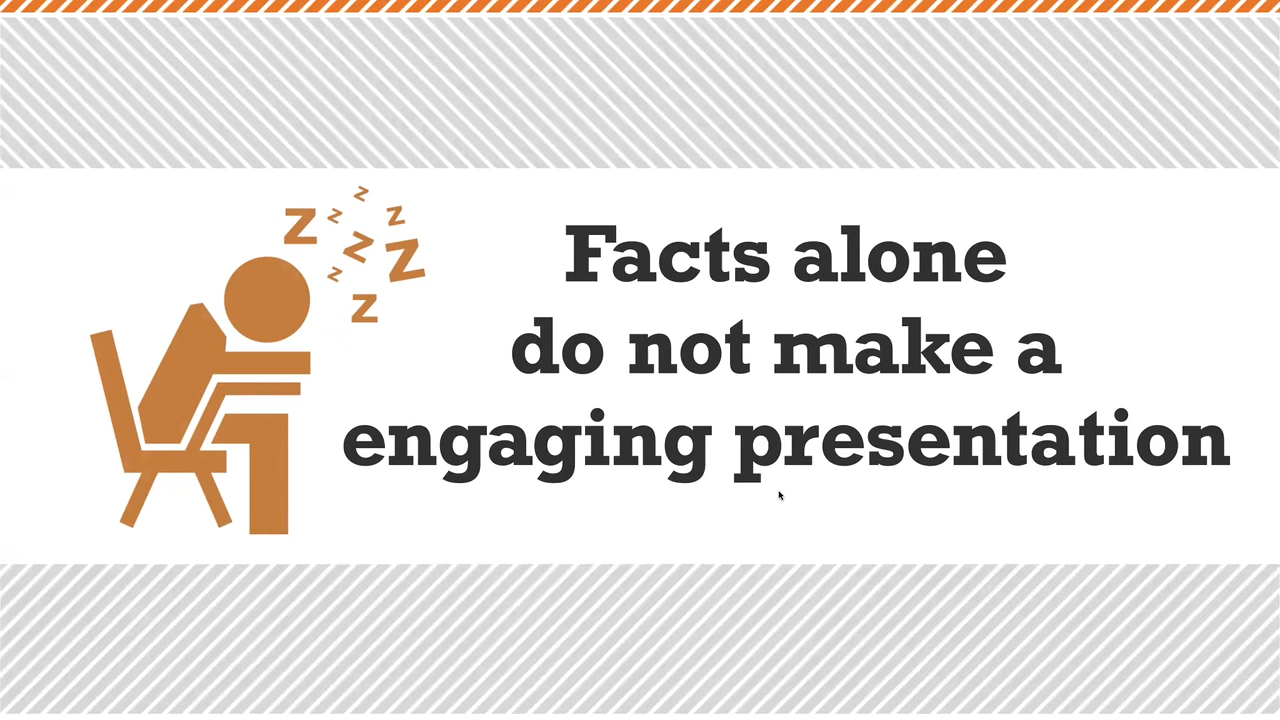 z
z z z
z z
z
z
Facts alone
do not make a
engaging presentation